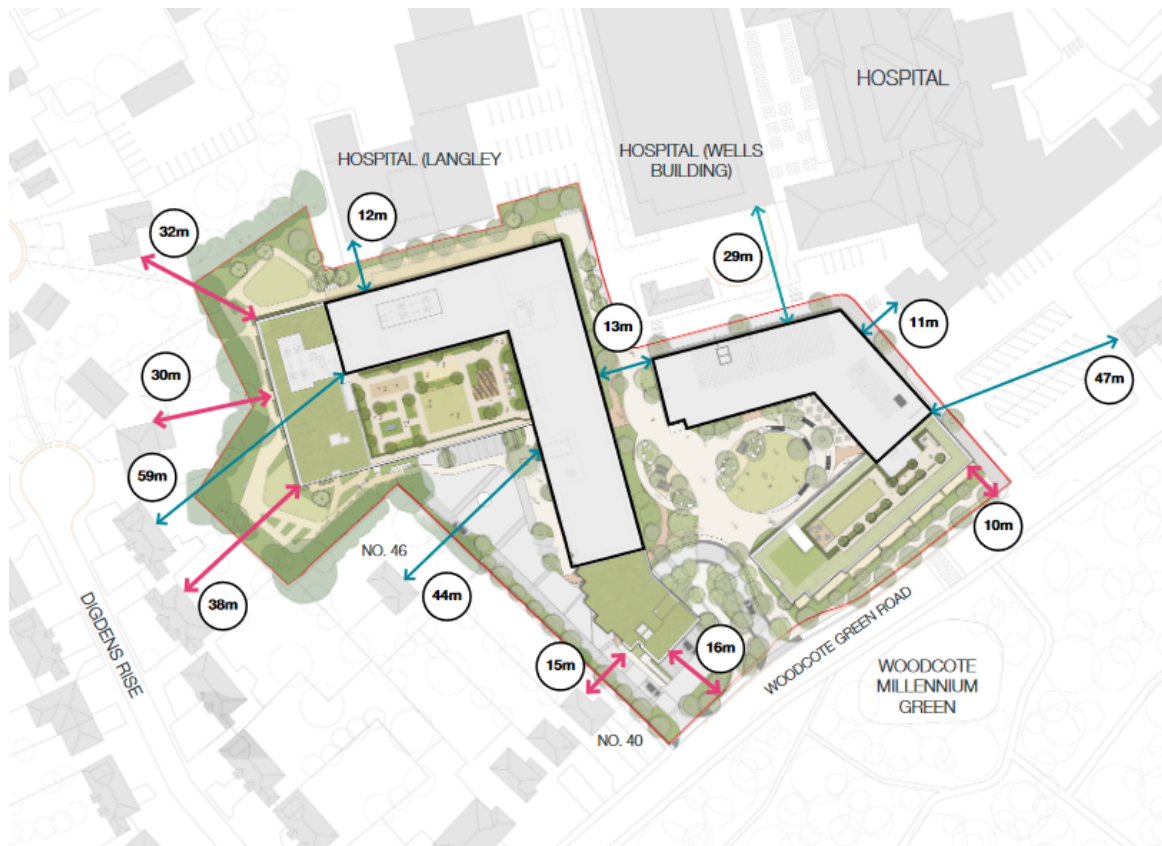 HOSPITAL
HOSPITAL (WELLS
BUILDING)
HOSPITAL (LANGLEY
12m
32m
29m
13m
11m
47m
30m
59m
10m
NO. 46
44m
38m
DIGDENS RISE
15m
16m
WOODCOTE GREEN ROAD
WOODCOTE
MILLENNIUM
GREEN
NO. 40